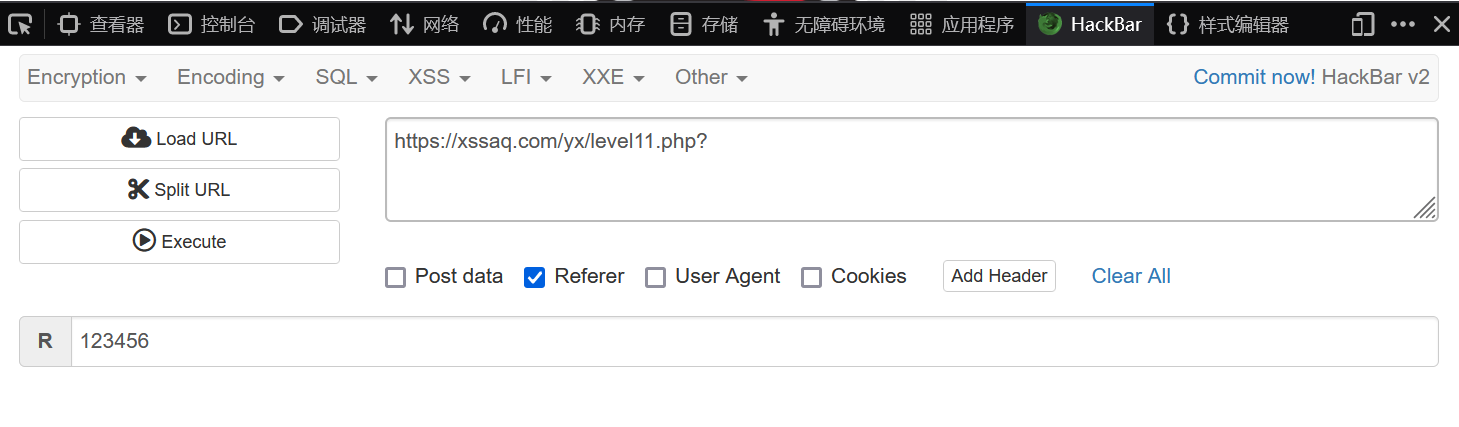 查看器 控制台 调试器 网络 性能 内存 存储 无障碍环境 应用程序 HackBar 样式编辑器
Encryption Encoding SQL XSS LFI XXE Other Commit now! HackBar v2
Load URL
https://xssaq.com/yx/level11.php?
Split URL
Execute
Post data Referer User Agent Cookies Add Header Clear All
R 123456